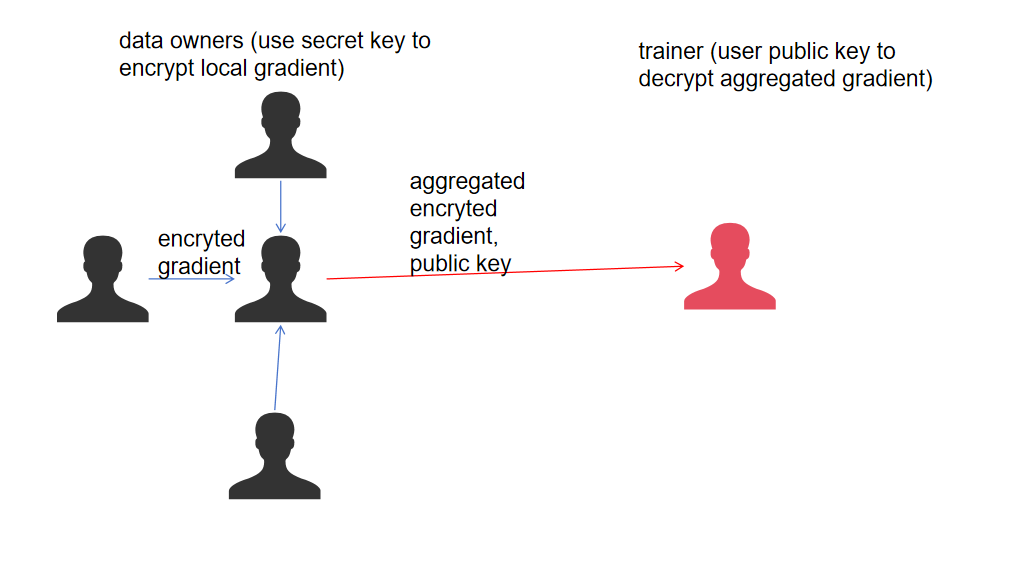 data owners (use secret key to
encrypt local gradient)
trainer (user public key to
decrypt aggregated gradient)
aggregated
encryted
gradient,
public key
encryted
gradient